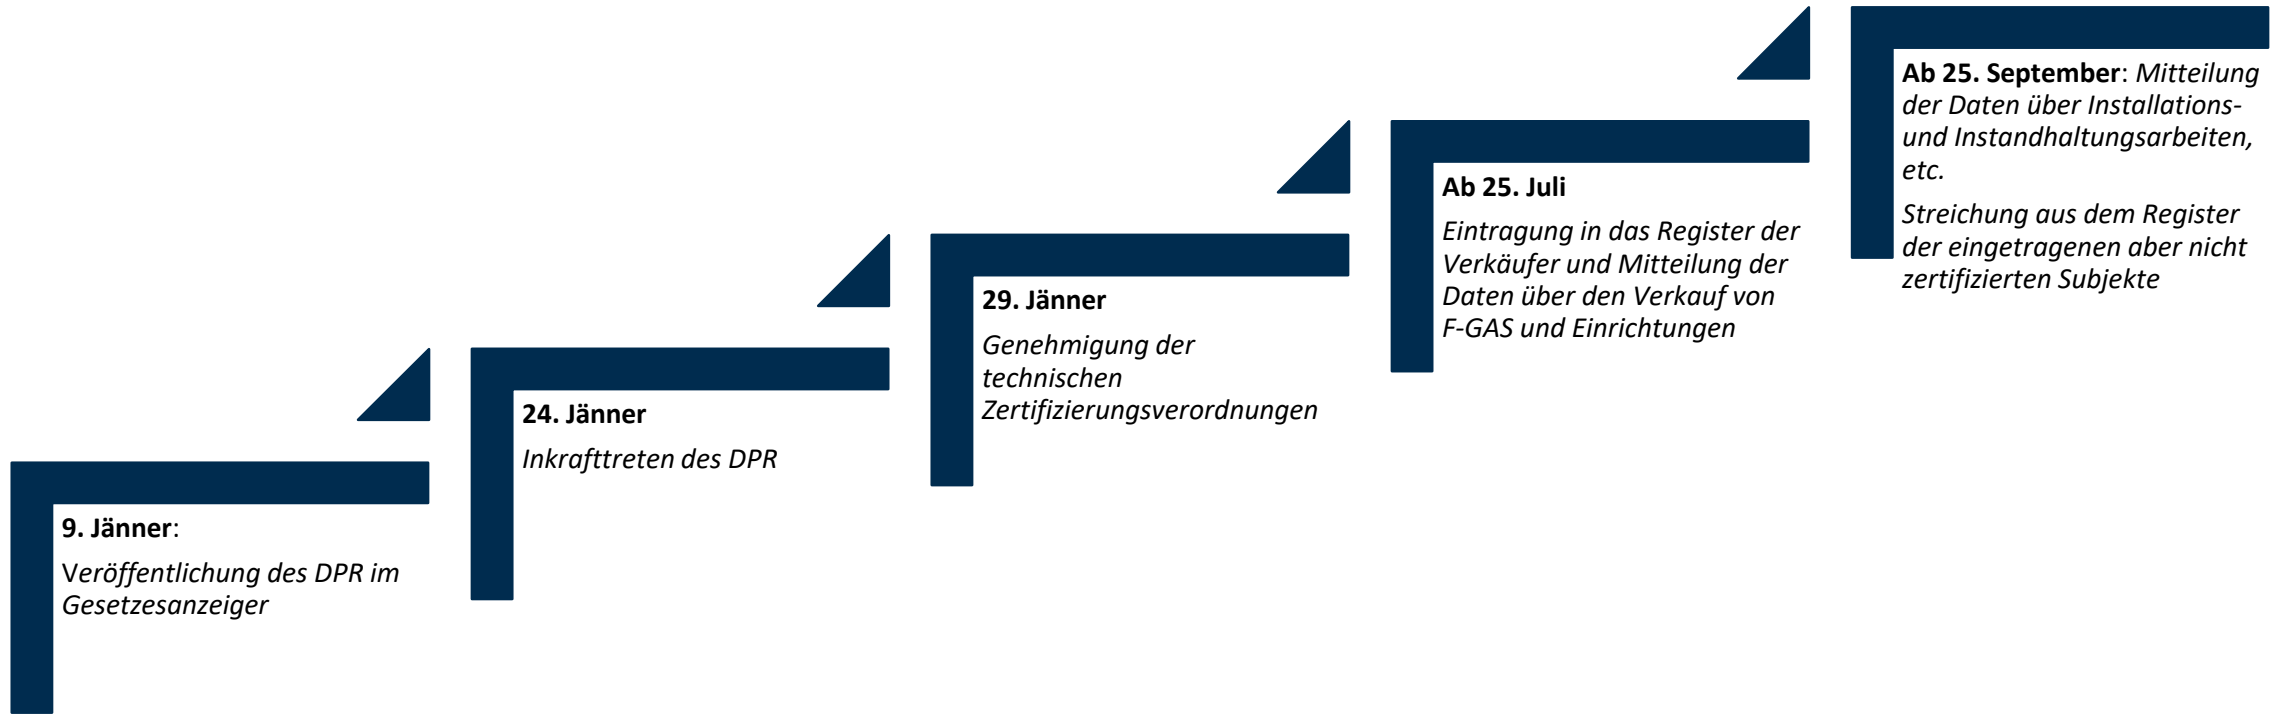 9. Jänner:
Veröffentlichung des DPR im
Gesetzesanzeiger
24. Jänner
Inkrafttreten des DPR
29. Jänner
Genehmigung der
technischen
Zertifizierungsverordnungen
Ab 25. Juli
Eintragung in das Register der
Verkäufer und Mitteilung der
Daten über den Verkauf von
F-GAS und Einrichtungen
Ab 25. September: Mitteilung
der Daten über Installations-
und Instandhaltungsarbeiten,
etc.
Streichung aus dem Register
der eingetragenen aber nicht
zertifizierten Subjekte